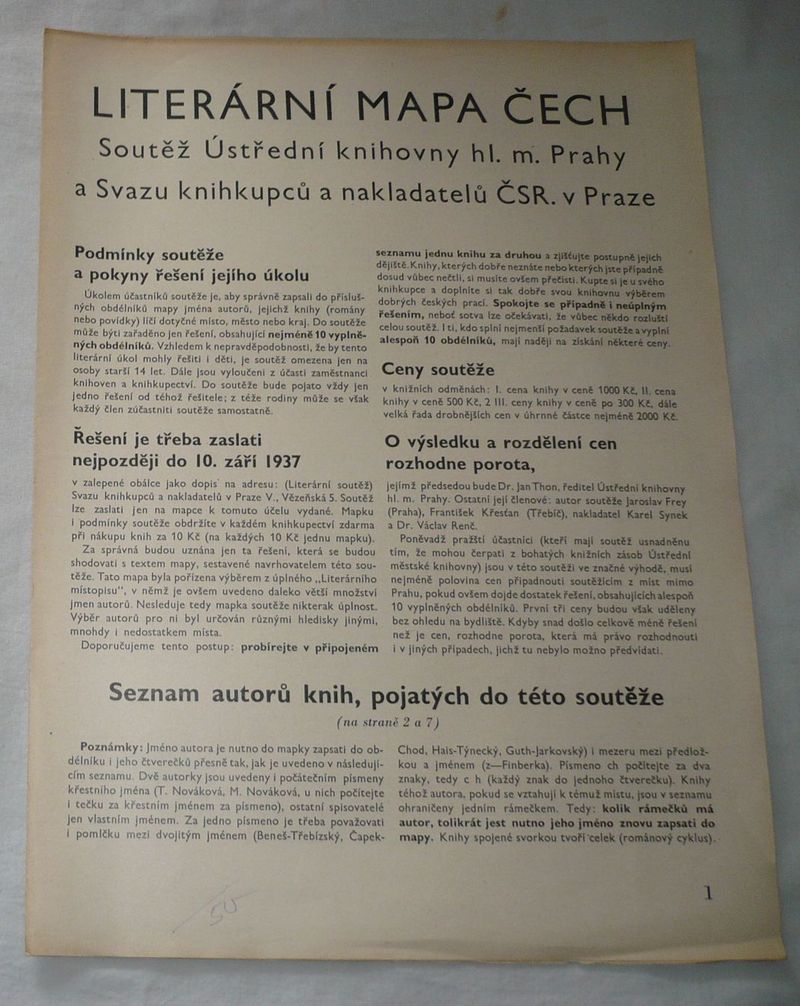 LITERÁRNÍ MAPA ČECH
Soutěž Ústřední knihovny hl. m. Prahy
a Svazu knihkupců a nakladatelů ČSR. v Praze
Podmínky soutěže
a pokyny řešení jejího úkolu
Úkolem účastníků soutěže je, aby správně zapsali do přísluš-
ných obdélníků mapy jména autorů, jejichž knihy (romány
nebo povídky) líčí dotyčné místo, město nebo kraj. Do soutěže
může býti zařaděno jen řešení, obsahující nejméně 10 vyplně-
ných obdélníků. Vzhledem k nepravděpodobnosti, že by tento
literární úkol mohly řešiti i děti, je soutěž omezena jen na
osoby starší 14 let. Dále jsou vyloučeni z účasti zaměstnanci
knihoven a knihkupectví. Do soutěže bude pojato vždy jen
jedno řešení od téhož řešitele; z téže rodiny může se však
každý člen zúčastniti soutěže samostatně.
Řešení je třeba zaslati
nejpozději do 10. září 1937
v zalepené obálce jako dopis na adresu: (Literární soutěž)
Svazu knihkupců a nakladatelů v Praze V., Vězeňská 5. Soutěž
lze zaslati jen na mapce k tomuto účelu vydané. Mapku
i podmínky soutěže obdržíte v každém knihkupectví zdarma
při nákupu knih za 10 Kč (na každých 10 Kč jednu mapku).
Za správná budou uznána jen ta řešení, která se budou
shodovati s textem mapy, sestavené navrhovatelem této sou-
těže. Tato mapa byla pořízena výběrem z úplného „Literárního
místopisu", v němž je ovšem uvedeno daleko větší množství
jmen autorů. Nesleduje tedy mapka soutěže nikterak úplnost.
Výběr autorů pro ni byl určován různými hledisky jinými,
mnohdy i nedostatkem místa.
Doporučujeme tento postup: probírejte v připojeném
seznamu jednu knihu za druhou a zjišťujte postupně jejich
dějiště. Knihy, kterých dobře neznáte nebo kterých jste případně
dosud vůbec nečtli, si musíte ovšem přečísti. Kupte si je u svého
knihkupce a doplníte si tak dobře svou knihovnu výběrem
dobrých českých prací. Spokojte se případně i neúplným
řešením, neboť sotva lze očekávati, že vůbec někdo rozluští
celou soutěž. I ti, kdo splní nejmenší požadavek soutěže a vyplní
alespoň 10 obdélníků, mají naději na získání některé ceny.
Ceny soutěže
v knižních odměnách: I. cena knihy v ceně 1000 Kč, II. cena
knihy v ceně 500 Kč, 2 III. ceny knihy v ceně po 300 Kč, dále
velká řada drobnějších cen v úhrnné částce nejméně 2000 Kč.
O výsledku a rozdělení cen
rozhodne porota,
jejímž předsedou bude Dr. Jan Thon, ředitel Ústřední knihovny
hl. m. Prahy. Ostatní její členové: autor soutěže Jaroslav Frey
(Praha), František Křesťan (Třebíč), nakladatel Karel Synek
a Dr. Václav Renč.
Poněvadž pražští účastníci (kteří mají soutěž usnadněnu
tím, že mohou čerpati z bohatých knižních zásob Ústřední
městské knihovny) jsou v této soutěži ve značné výhodě, musí
nejméně polovina cen připadnouti soutěžícím z míst mimo
Prahu, pokud ovšem dojde dostatek řešení, obsahujících alespoň
10 vyplněných obdélníků. První tři ceny budou však uděleny
bez ohledu na bydliště. Kdyby snad došlo celkově méně řešení
než je cen, rozhodne porota, která má právo rozhodnouti
i v jiných případech, jichž tu nebylo možno předvídati.
Seznam autorů knih, pojatých do této soutěže
(na straně 2 a 7)
Poznámky: Jméno autora je nutno do mapky zapsati do ob-
délníku i jeho čtverečků přesně tak, jak je uvedeno v následují-
cím seznamu. Dvě autorky jsou uvedeny i počátečním písmeny
křestního jména (T. Nováková, M. Nováková, u nich počítejte
i tečku za křestním jménem za písmeno), ostatní spisovatelé
jen vlastním jménem. Za jedno písmeno je třeba považovati
i pomlčku mezi dvojitým jménem (Beneš-Třebízský, Čapek-
Chod, Hais-Týnecký, Guth-Jarkovský) i mezeru mezi předlož-
kou a jménem (z—Finberka). Písmeno ch počítejte za dva
znaky, tedy c h (každý znak do jednoho čtverečku). Knihy
téhož autora, pokud se vztahují k témuž místu, jsou v seznamu
ohraničeny jedním rámečkem. Tedy: kolik rámečků má
autor, tolikrát jest nutno jeho jméno znovu zapsati do
mapy. Knihy spojené svorkou tvoří celek (románový cyklus).
1